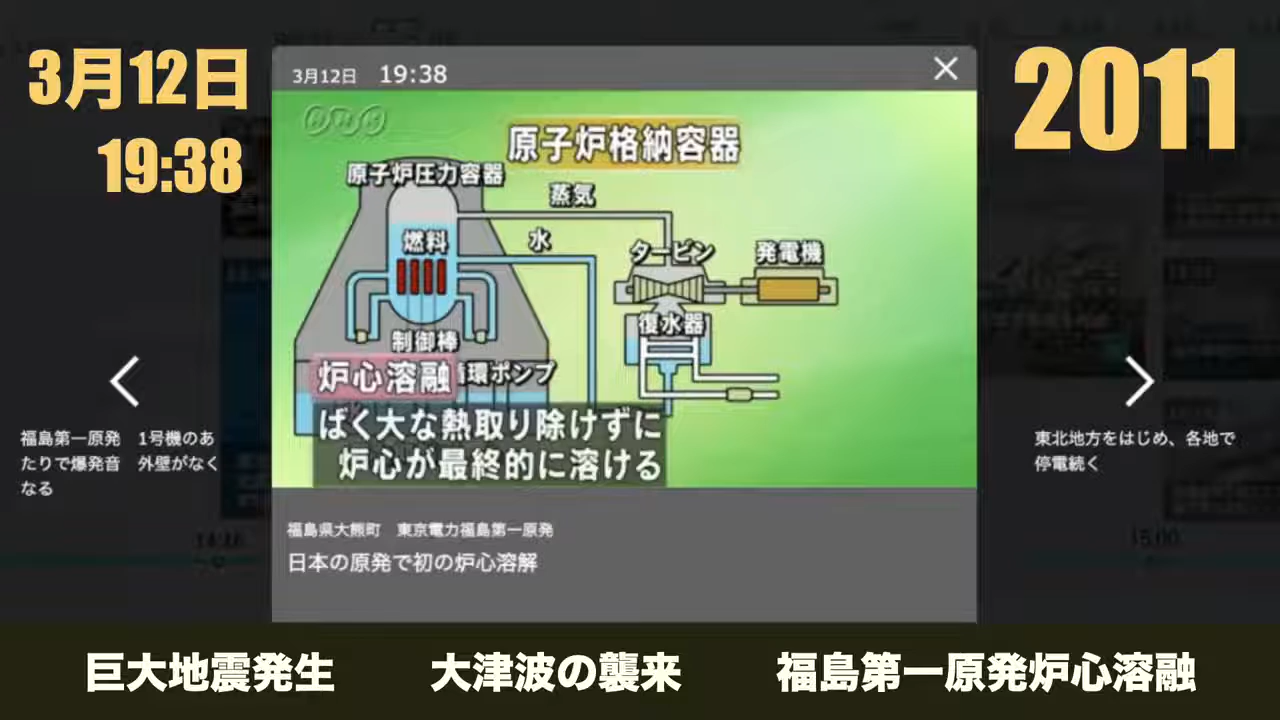 3月12日
19:38
2011
3月12日 19:38
NHK
原子炉格納容器
原子炉圧力容器
蒸気
燃料
水
タービン
発電機
復水器
制御棒
炉心溶融
環ポンプ
ばく大な熱取り除けずに
炉心が最終的に溶ける
福島第一原発 1号機のあ
たりで爆発音 外壁がなく
なる
東北地方をはじめ、各地で
停電続く
福島県大熊町 東京電力福島第一原発
日本の原発で初の炉心溶解
15:00
巨大地震発生 大津波の襲来 福島第一原発炉心溶融